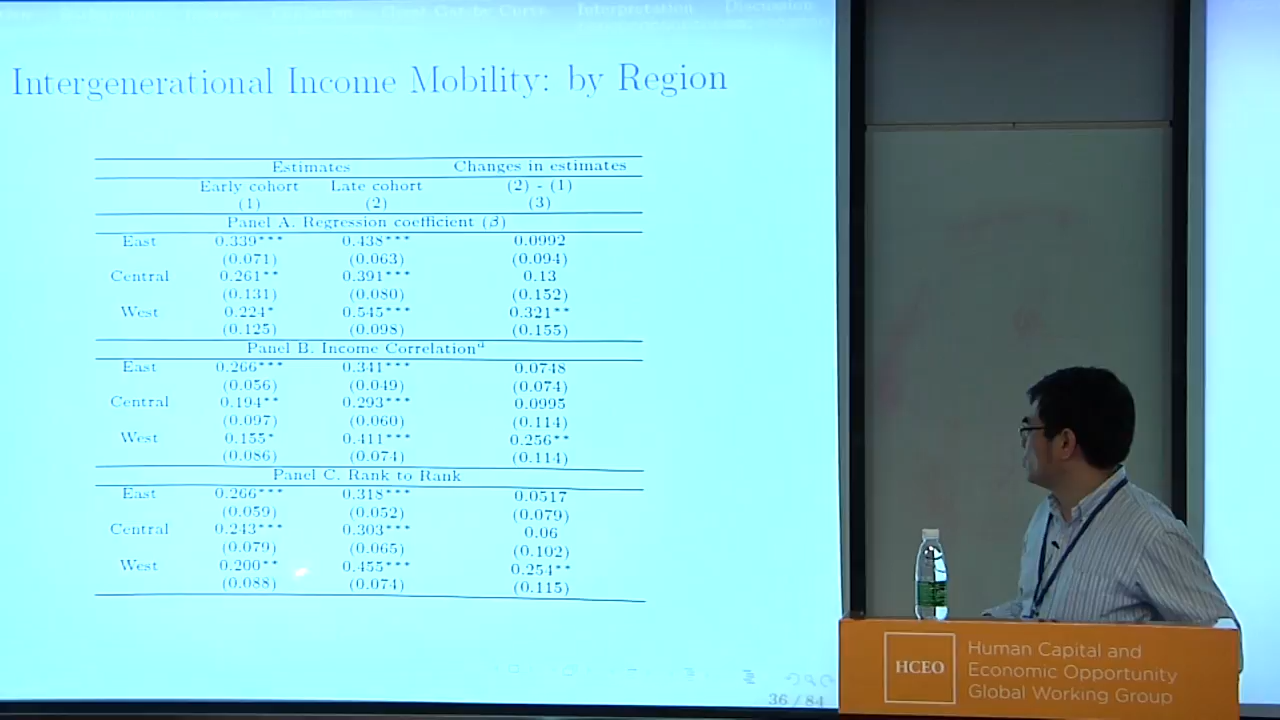 Great Gatsby Curve Interpretation Discussion
Intergenerational Income Mobility: by Region
Estimates Changes in estimates
Early cohort Late cohort (2) - (1)
(1) (2) (3)
Panel A. Regression coefficient (β)
East 0.339*** 0.438*** 0.0992
(0.071) (0.063) (0.094)
Central 0.261** 0.391*** 0.13
(0.131) (0.080) (0.152)
West 0.224* 0.545*** 0.321**
(0.125) (0.098) (0.155)
Panel B. Income Correlation
East 0.266*** 0.341*** 0.0748
(0.056) (0.049) (0.074)
Central 0.194** 0.293*** 0.0995
(0.097) (0.060) (0.114)
West 0.155* 0.411*** 0.256**
(0.086) (0.074) (0.114)
Panel C. Rank to Rank
East 0.266*** 0.318*** 0.0517
(0.059) (0.052) (0.079)
Central 0.243*** 0.303*** 0.06
(0.079) (0.065) (0.102)
West 0.200** 0.455*** 0.254**
(0.088) (0.074) (0.115)
36 / 84
HCEO
Human Capital and
Economic Opportunity
Global Working Group